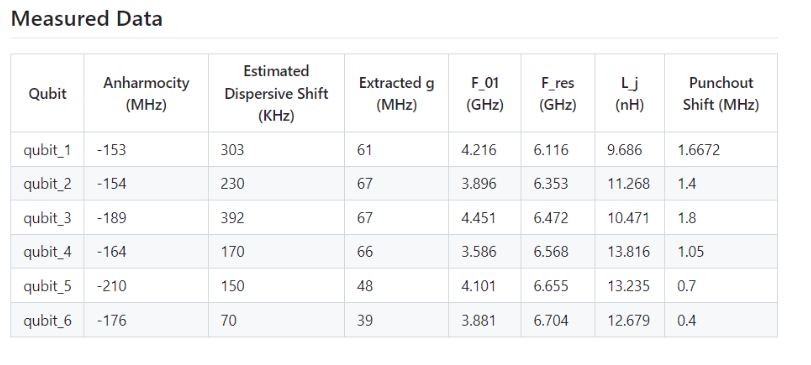 Measured Data
Qubit Anharmocity (MHz) Estimated Dispersive Shift (KHz) Extracted g (MHz) F_01 (GHz) F_res (GHz) L_j (nH) Punchout Shift (MHz)
qubit_1 -153 303 61 4.216 6.116 9.686 1.6672
qubit_2 -154 230 67 3.896 6.353 11.268 1.4
qubit_3 -189 392 67 4.451 6.472 10.471 1.8
qubit_4 -164 170 66 3.586 6.568 13.816 1.05
qubit_5 -210 150 48 4.101 6.655 13.235 0.7
qubit_6 -176 70 39 3.881 6.704 12.679 0.4